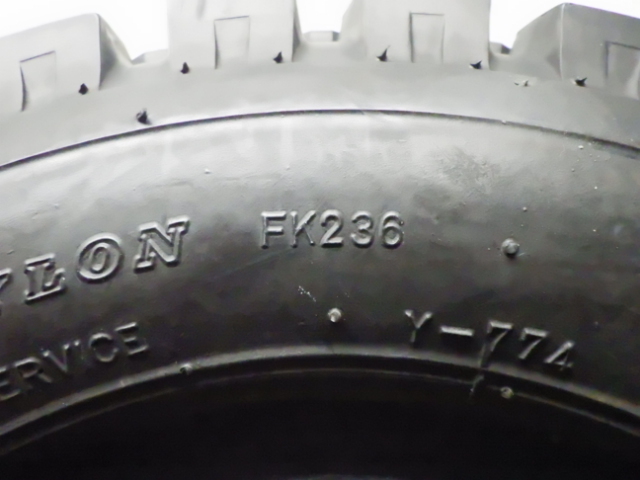 YLON FK236
ERVICE Y-774